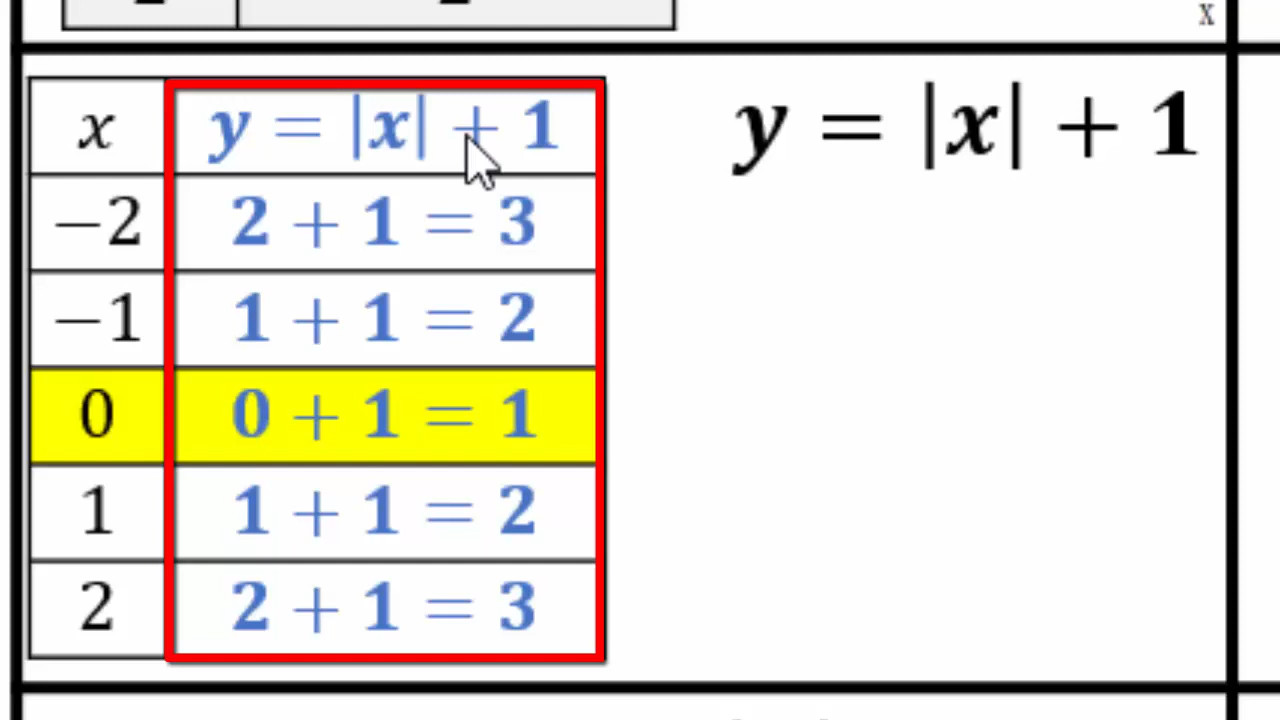 x
x y = |x| + 1 y = |x| + 1
−2 2 + 1 = 3
−1 1 + 1 = 2
0 0 + 1 = 1
1 1 + 1 = 2
2 2 + 1 = 3